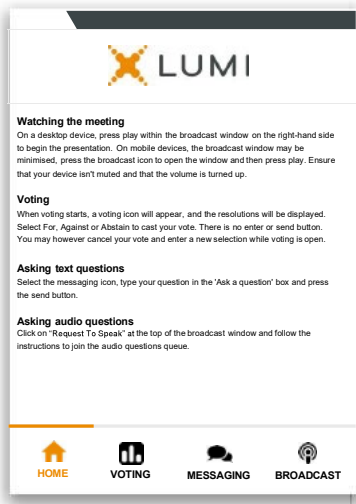 LUMI
Watching the meeting
On a desktop device, press play within the broadcast window on the right-hand side
to begin the presentation. On mobile devices, the broadcast window may be
minimised, press the broadcast icon to open the window and then press play. Ensure
that your device isn't muted and that the volume is turned up.
Voting
When voting starts, a voting icon will appear, and the resolutions will be displayed.
Select For, Against or Abstain to cast your vote. There is no enter or send button.
You may however cancel your vote and enter a new selection while voting is open.
Asking text questions
Select the messaging icon, type your question in the 'Ask a question' box and press
the send button.
Asking audio questions
Click on "Request To Speak" at the top of the broadcast window and follow the
instructions to join the audio questions queue.
HOME VOTING MESSAGING BROADCAST